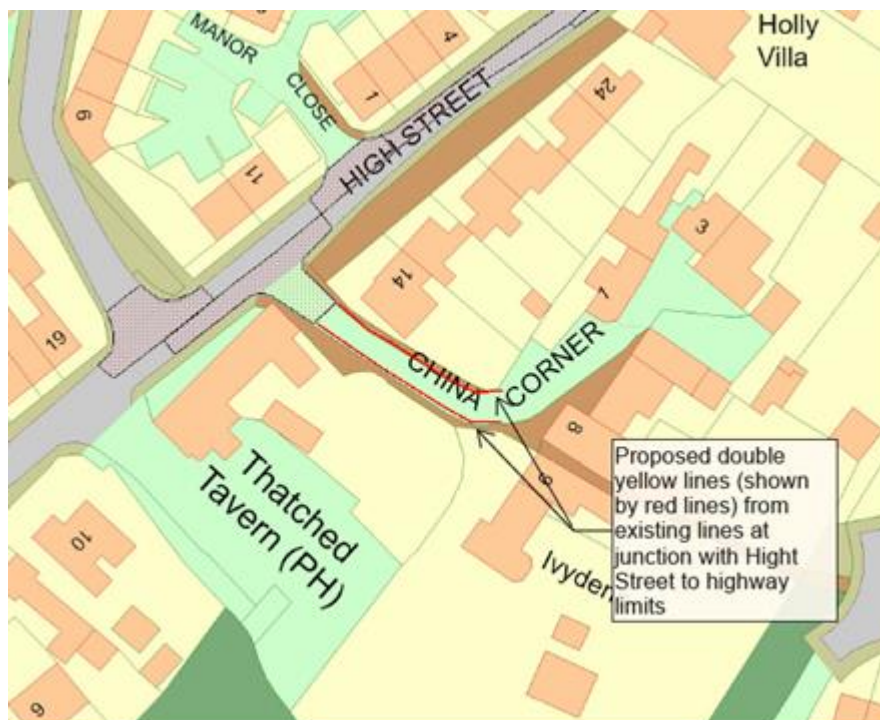 Holly
Villa
MANOR
CLOSE
4
1
6
11
HIGH STREET
24
3
14
1
19
CHINA
CORNER
8
6
Thatched
Tavern (PH)
10
Ivyden
9
Proposed double
yellow lines (shown
by red lines) from
existing lines at
junction with Hight
Street to highway
limits